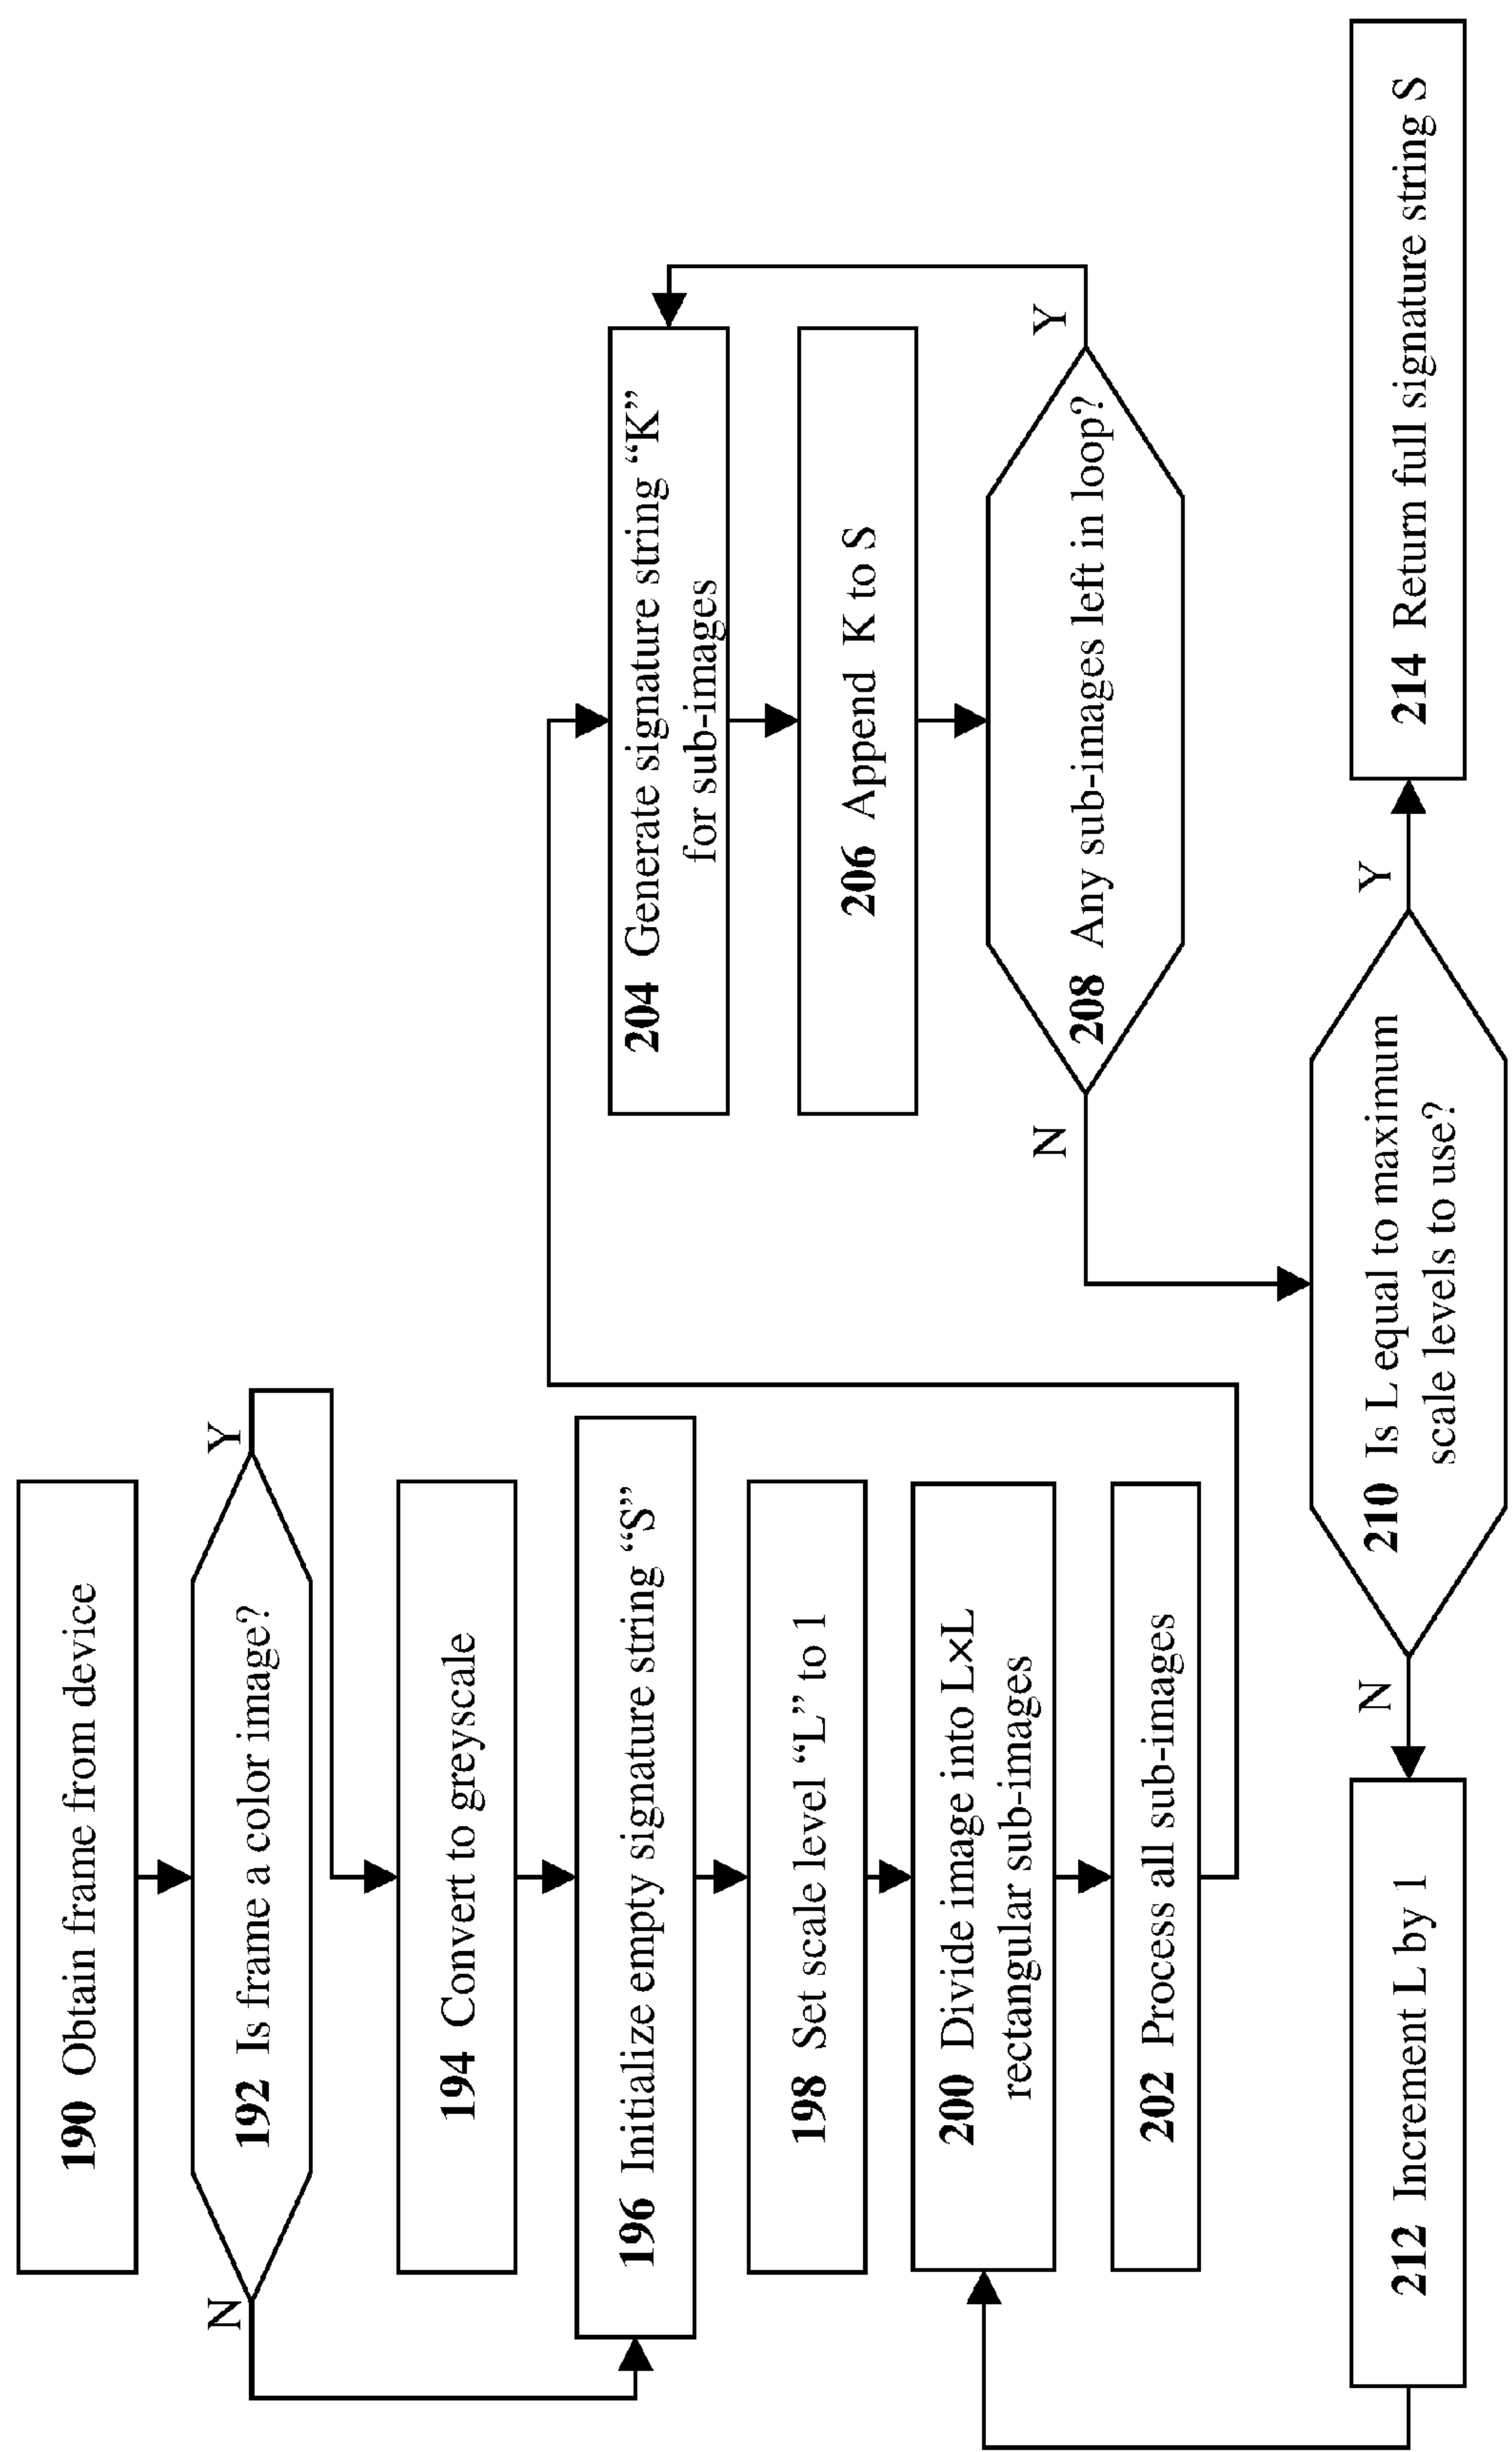 190 Obtain frame from device
192 Is frame a color image?
N
Y
194 Convert to greyscale
196 Initialize empty signature string “S”
198 Set scale level “L” to 1
200 Divide image into L×L
rectangular sub-images
202 Process all sub-images
204 Generate signature string “K”
for sub-images
206 Append K to S
208 Any sub-images left in loop?
N
Y
210 Is L equal to maximum
scale levels to use?
N
Y
212 Increment L by 1
214 Return full signature string S